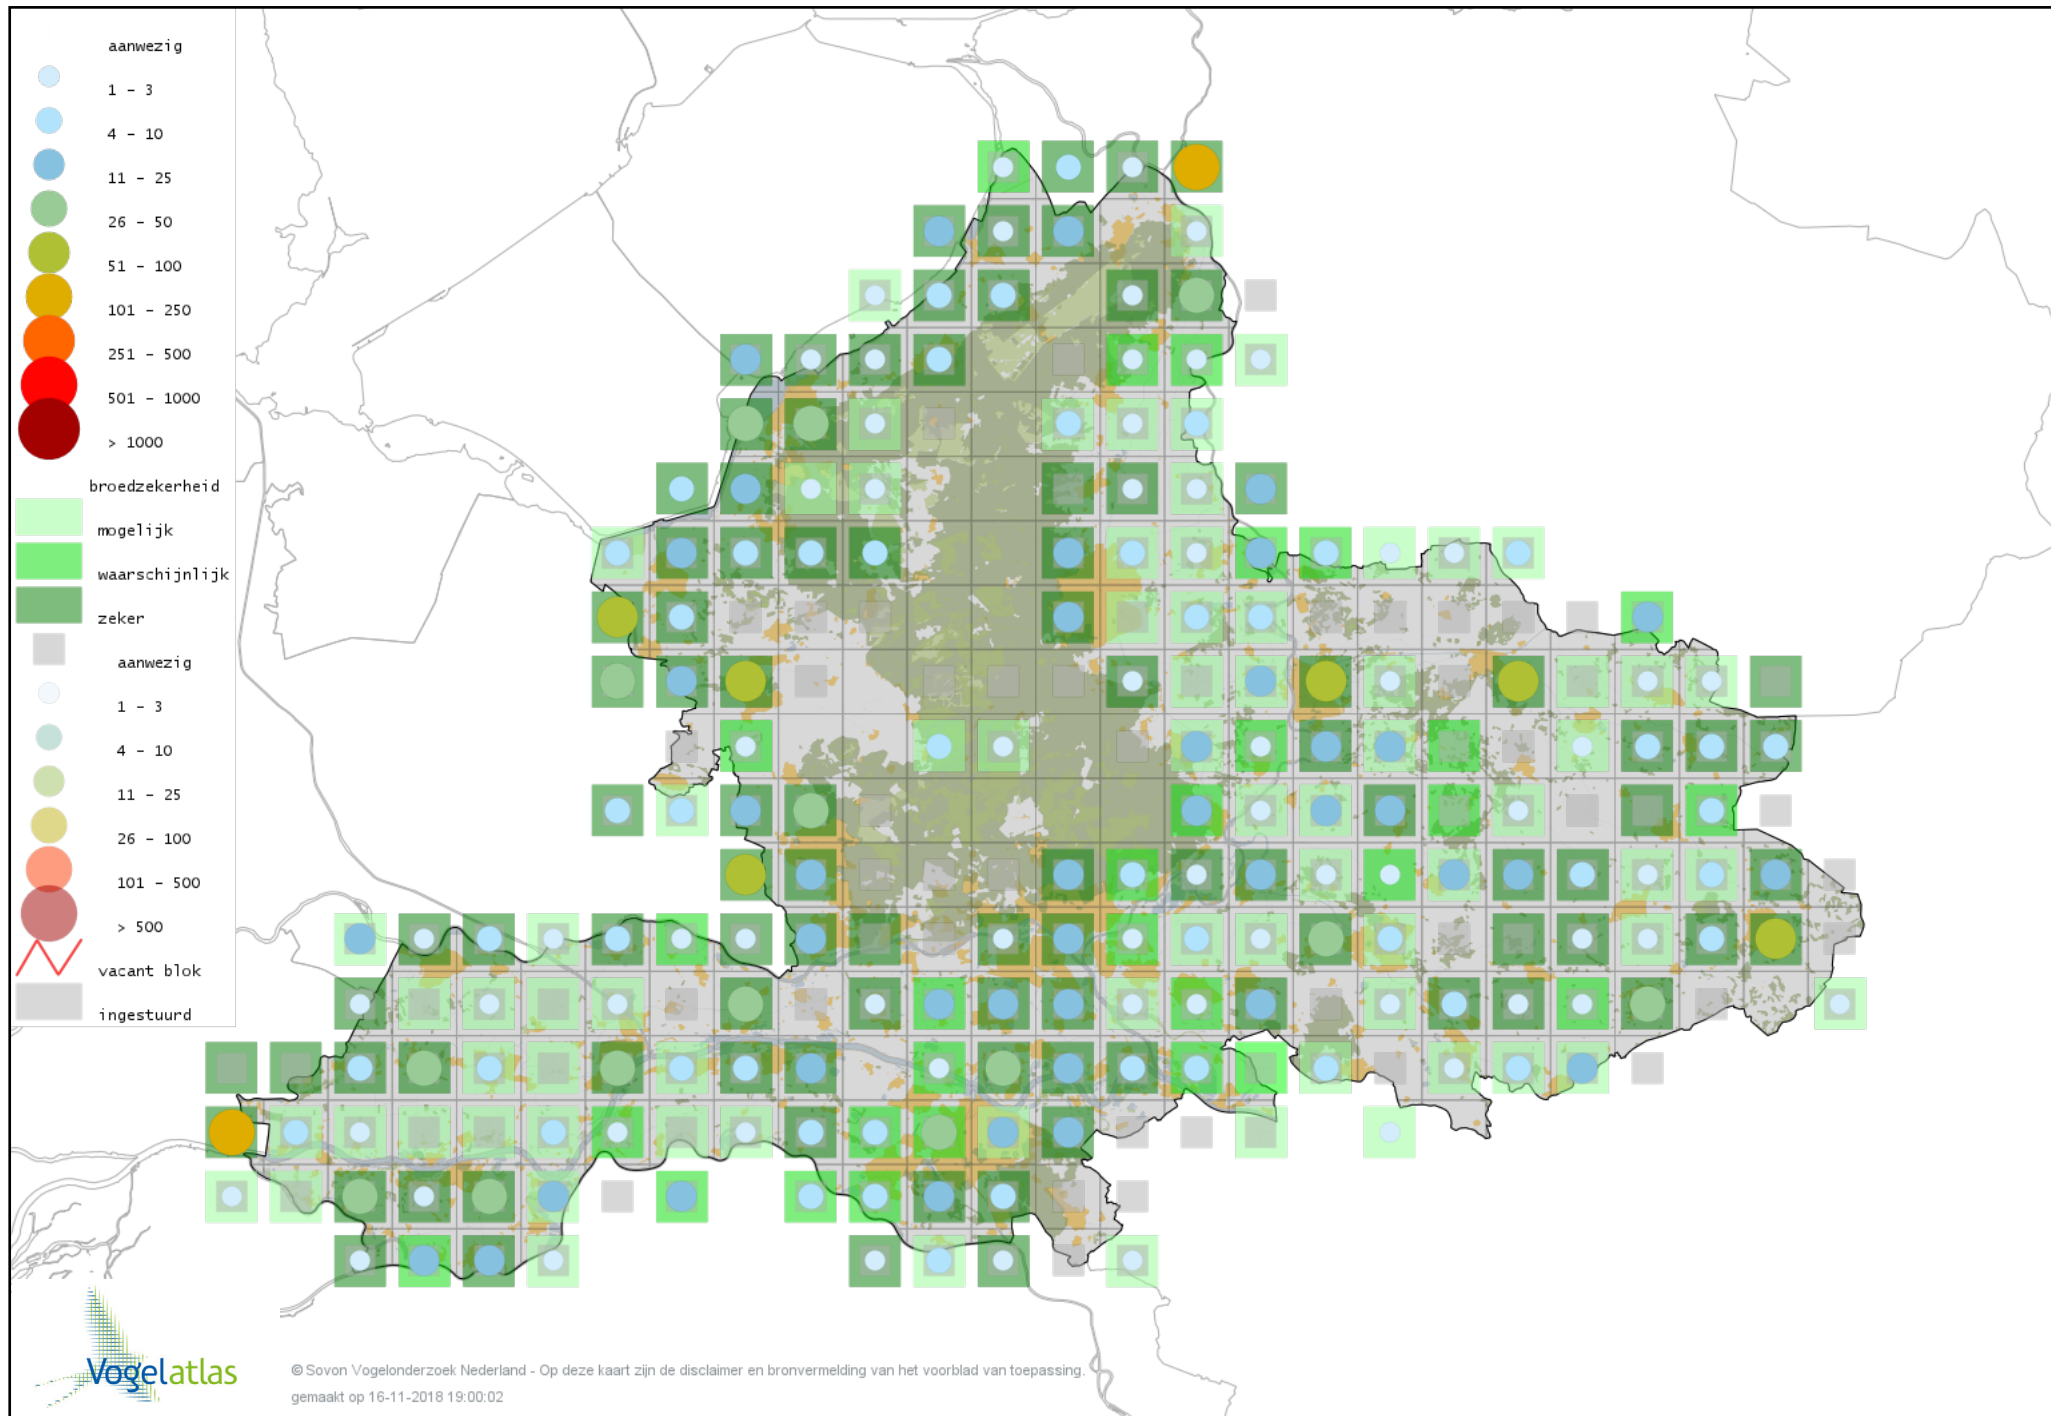 aanwezig
1 - 3
4 - 10
11 - 25
26 - 50
51 - 100
101 - 250
251 - 500
501 - 1000
> 1000
broedzekerheid
mogelijk
waarschijnlijk
zeker
aanwezig
1 - 3
4 - 10
11 - 25
26 - 100
101 - 500
> 500
vacant blok
ingestuurd
Vogelatlas
© Sovon Vogelonderzoek Nederland - Op deze kaart zijn de disclaimer en bronvermelding van het voorblad van toepassing.
gemaakt op 16-11-2018 19:00:02